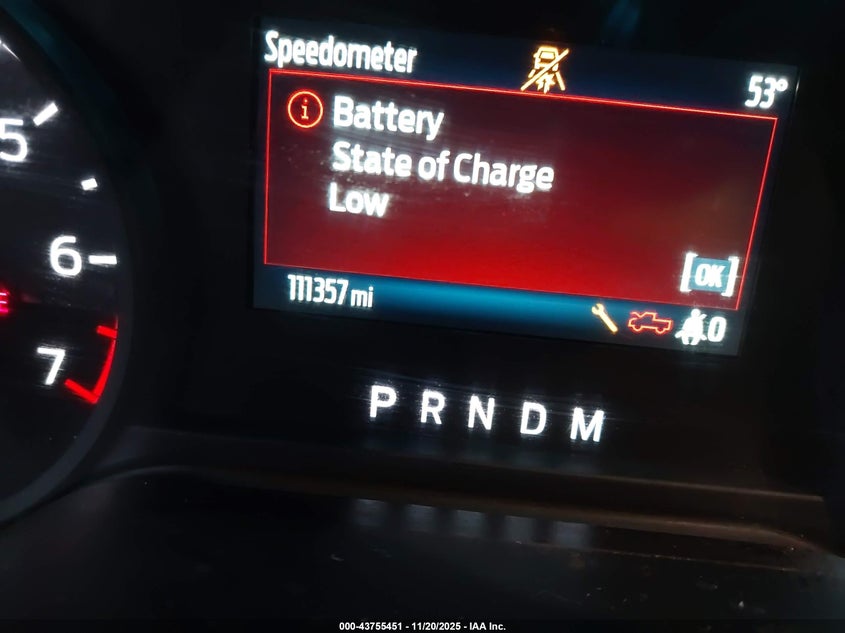 Speedometer
53°
Battery
State of Charge
Low
[OK]
111357 mi
0
5
6
7
P R N D M
000-43755451 - 11/20/2025 - IAA Inc.